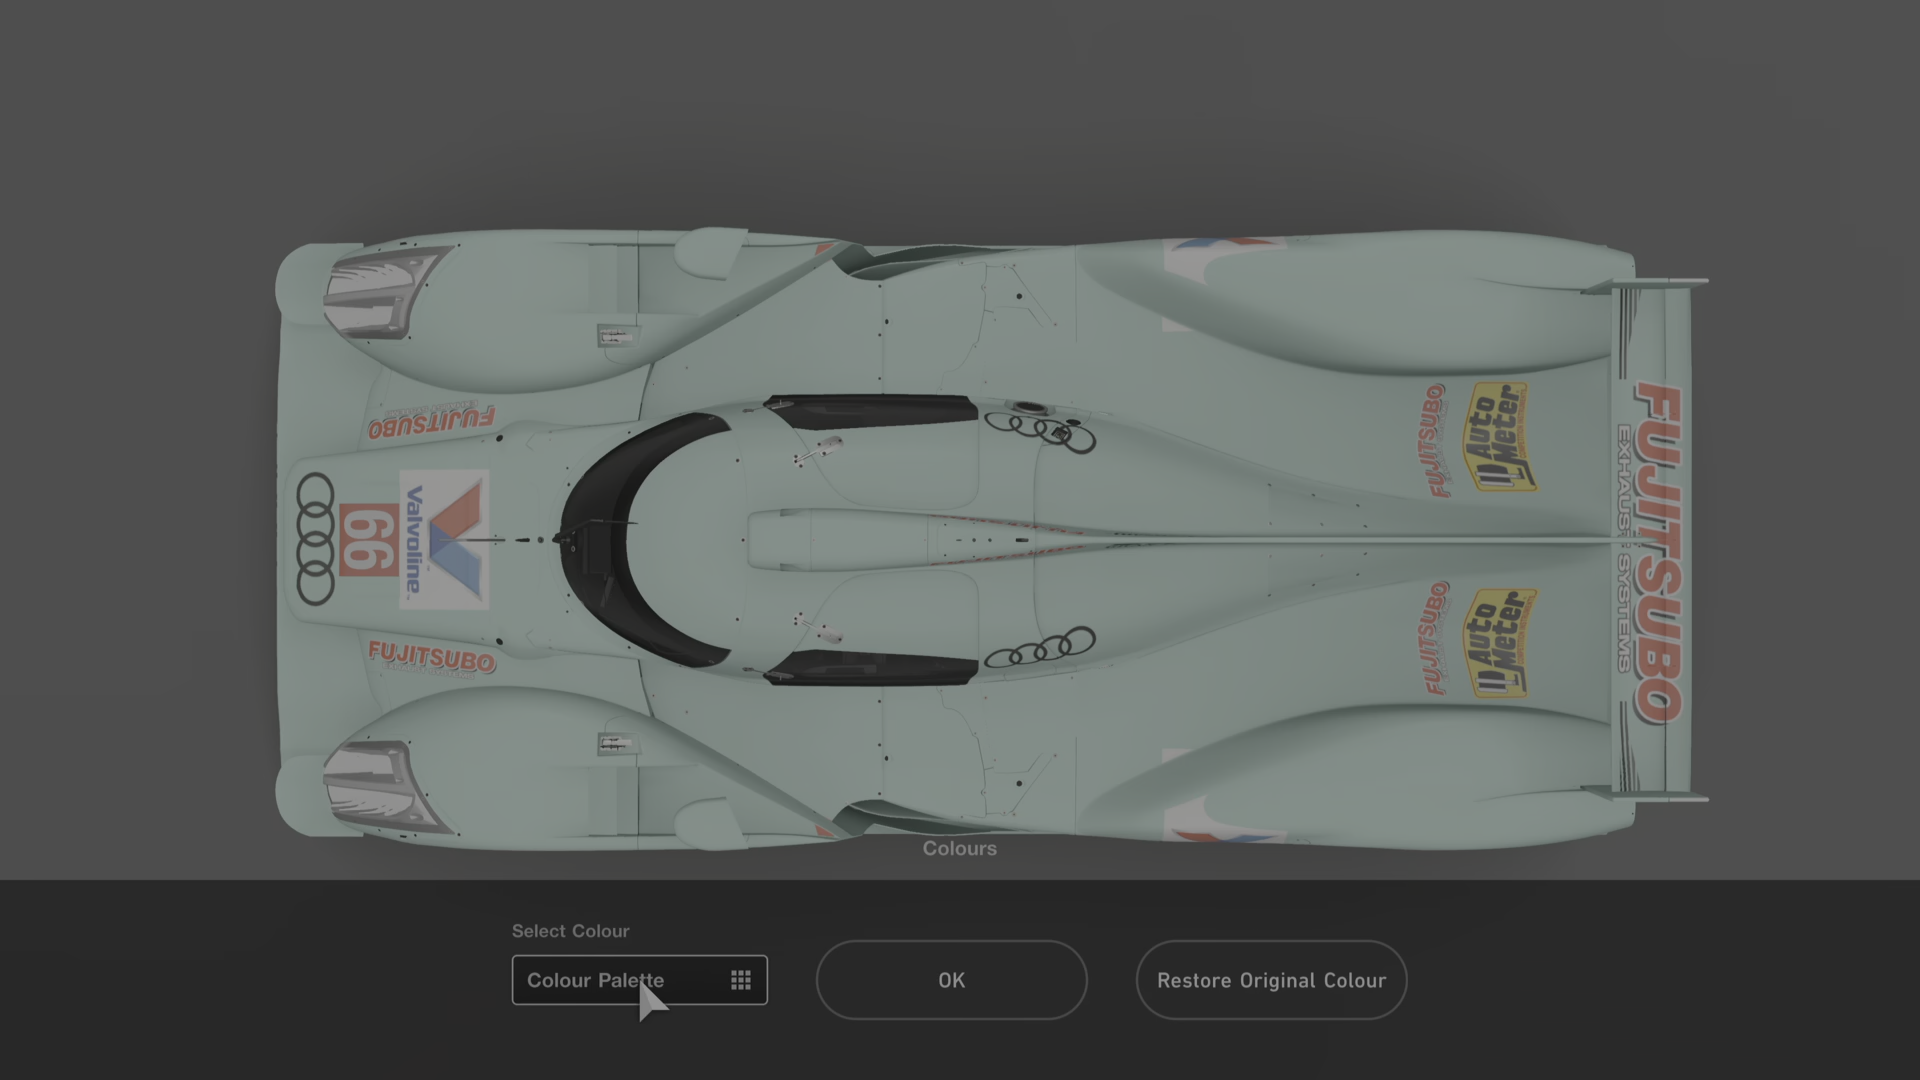 FUJITSUBO
FUJITSUBO
Auto
Meter
FUJITSUBO
EXHAUST SYSTEMS
99
Valvoline
FUJITSUBO
FUJITSUBO
Auto
Meter
Colours
Select Colour
Colour Palette
OK
Restore Original Colour